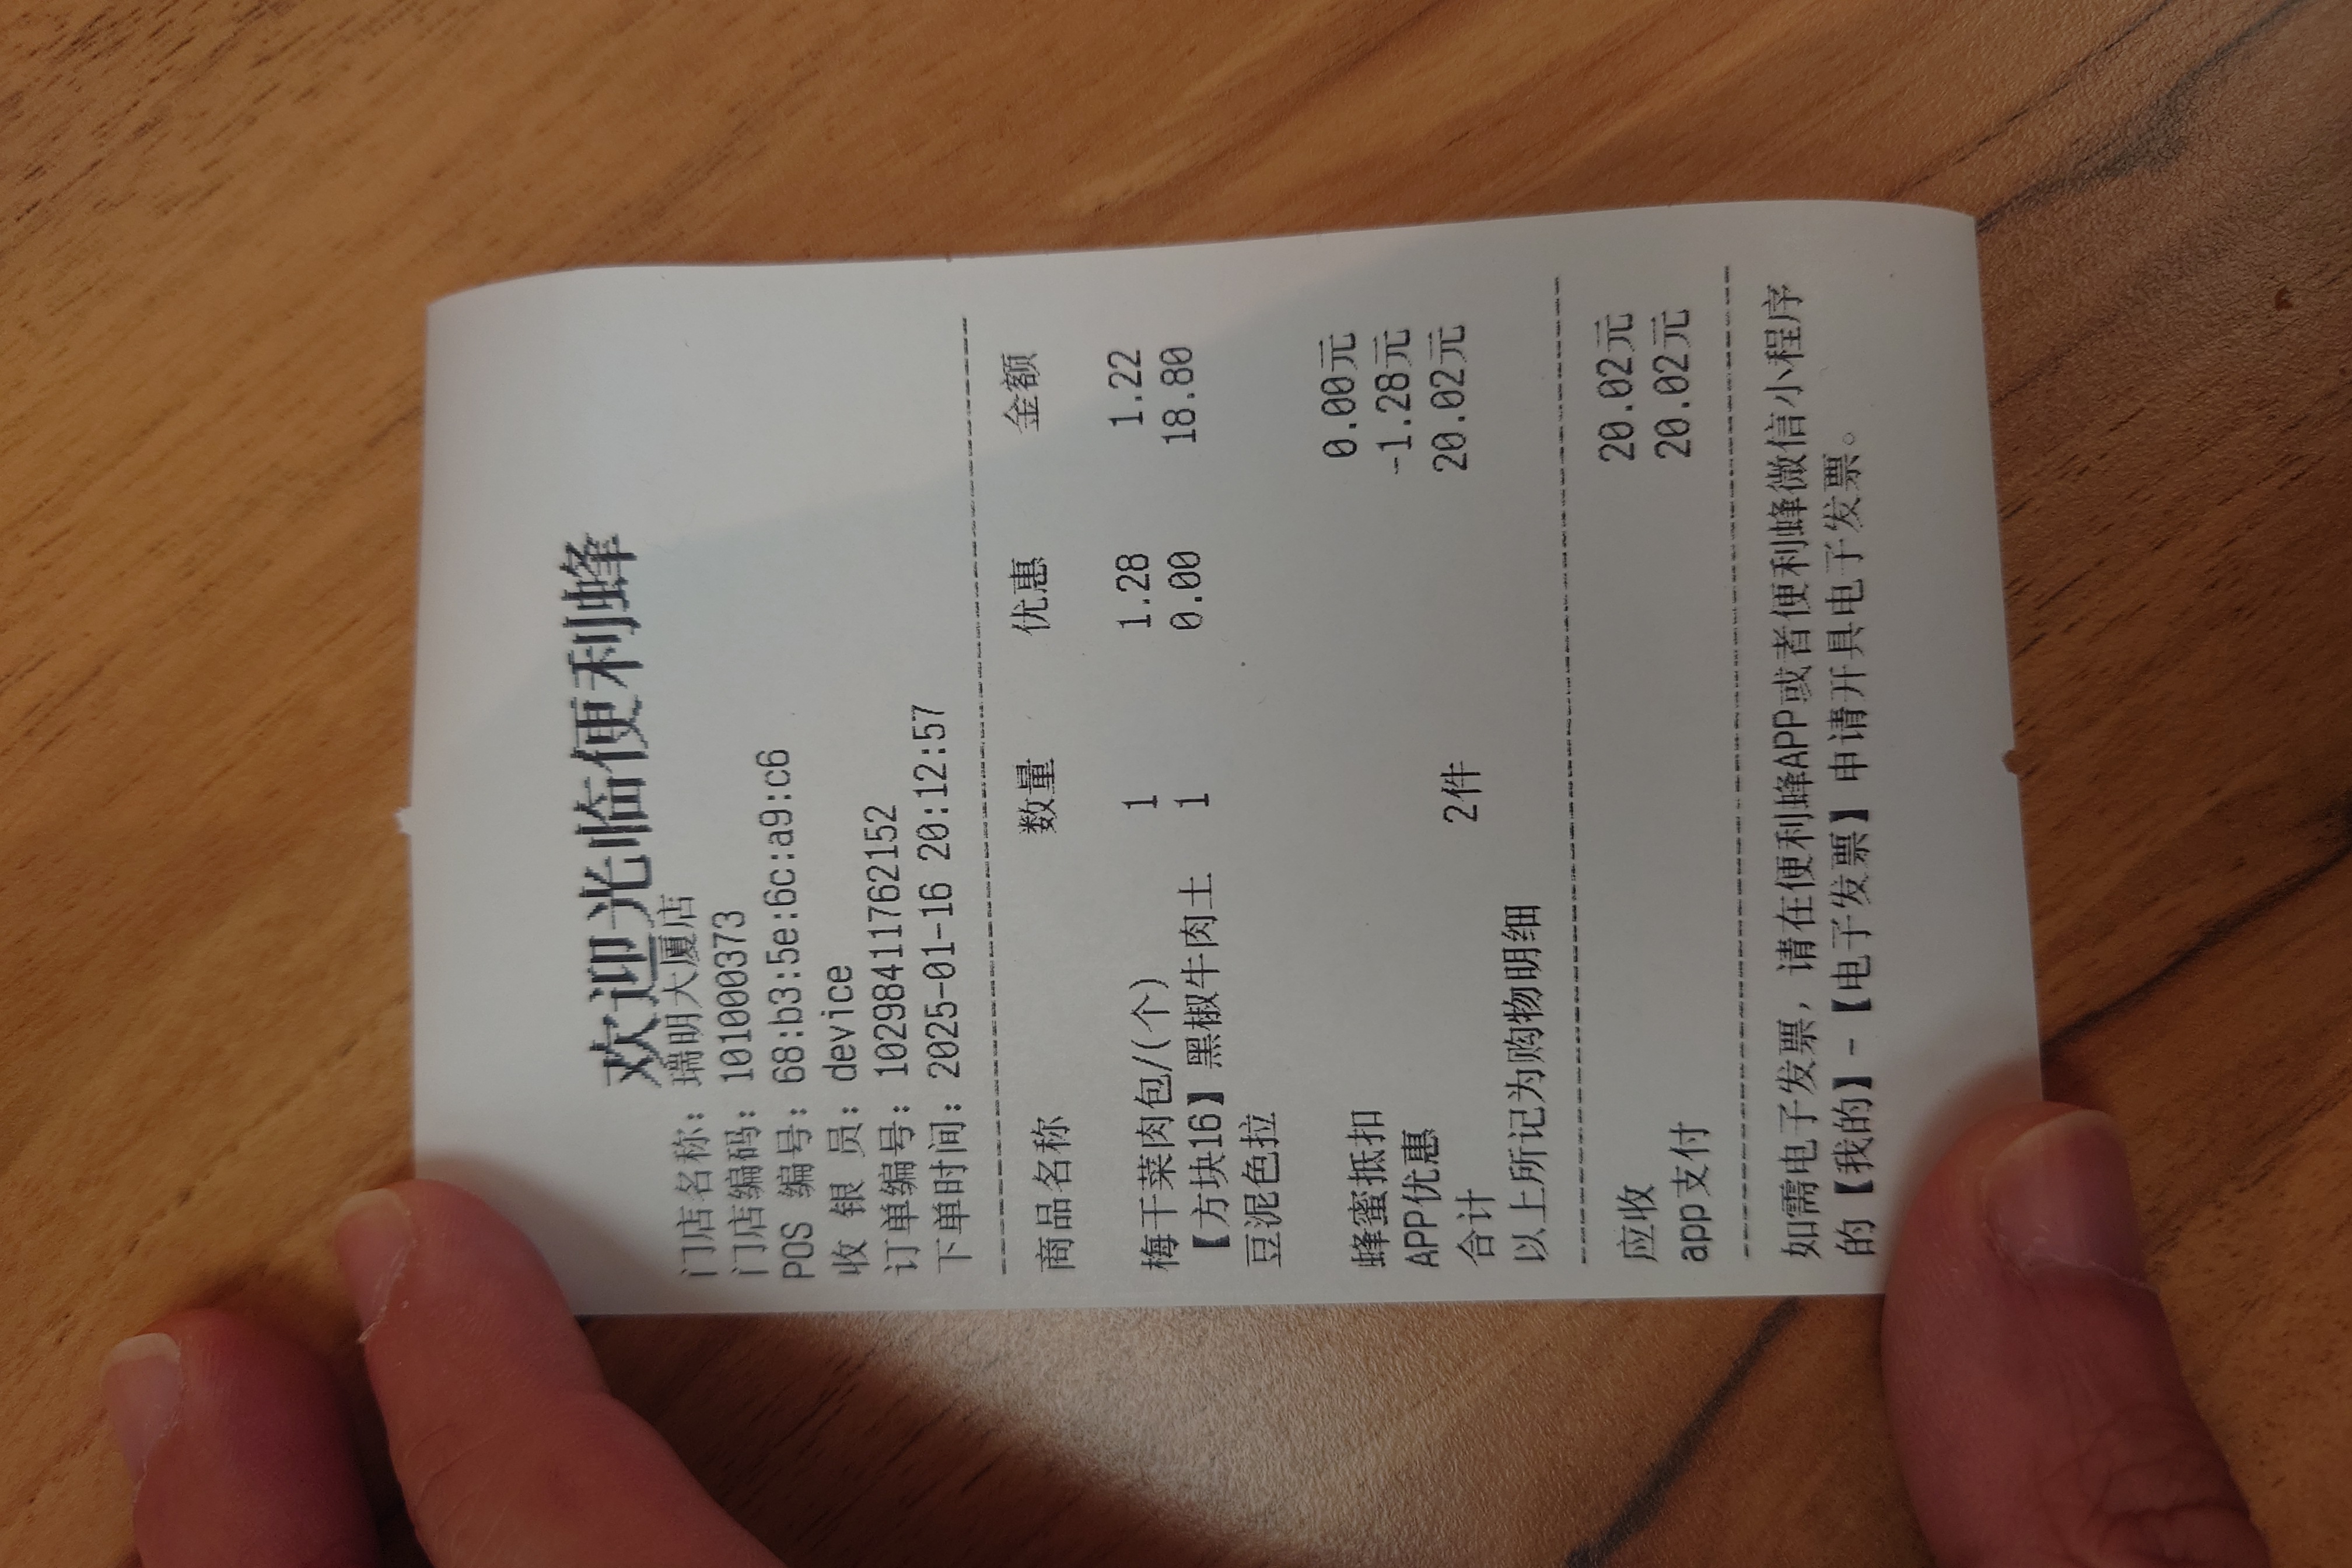 欢迎光临便利蜂
门店名称: 瑞明大厦店
门店编码: 101000373
POS 编号: 68:b3:5e:6c:a9:c6
收 银 员: device
订单编号: 1029841176​2152
下单时间: 2025-01-16 20:12:57
商品名称 数量 优惠 金额
梅干菜肉包/(个) 1 1.28 1.22
【方块16】黑椒牛肉土 1 0.00 18.80
豆泥色拉
蜂蜜抵扣 0.00元
APP优惠 -1.28元
合计 2件 20.02元
以上所记为购物明细
应收 20.02元
app支付 20.02元
如需电子发票, 请在便利蜂APP或者便利蜂微信小程序
的【我的】-【电子发票】申请开具电子发票。